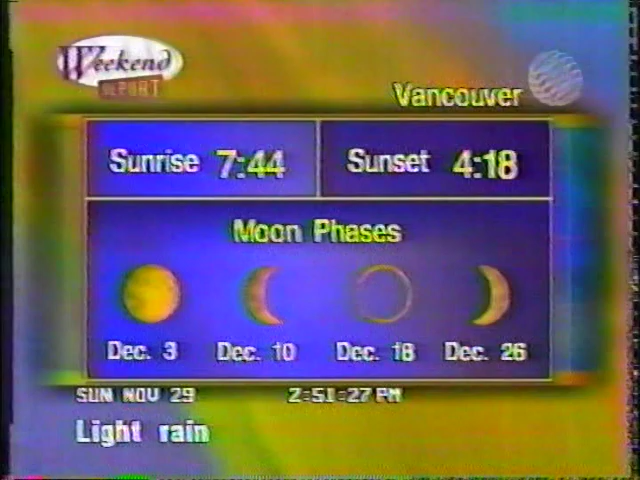 Weekend
REPORT
Vancouver
Sunrise 7:44
Sunset 4:18
Moon Phases
Dec. 3 Dec. 10 Dec. 18 Dec. 26
SUN NOV 29 2:51:27 PM
Light rain